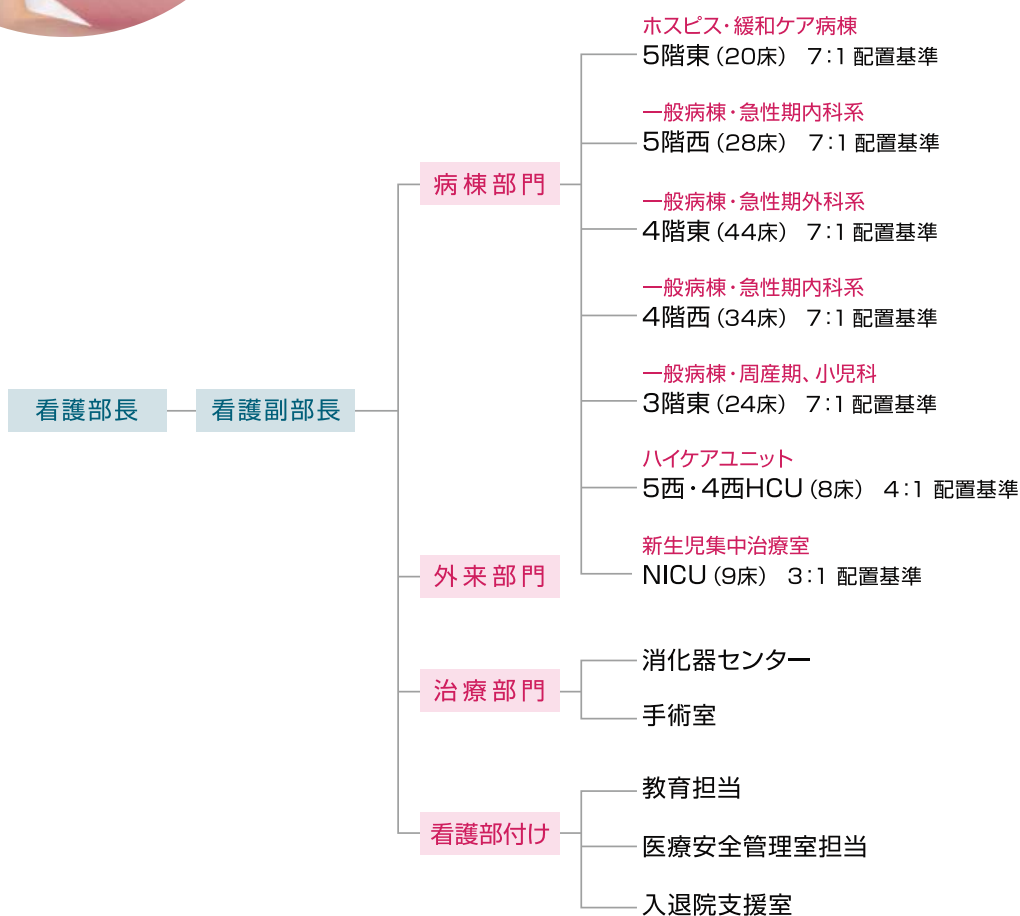 ホスピス・緩和ケア病棟
5階東（20床） 7：1 配置基準
一般病棟・急性期内科系
5階西（28床） 7：1 配置基準
病棟部門
一般病棟・急性期外科系
4階東（44床） 7：1 配置基準
一般病棟・急性期内科系
4階西（34床） 7：1 配置基準
一般病棟・周産期、小児科
3階東（24床） 7：1 配置基準
看護部長
看護副部長
ハイケアユニット
5西・4西HCU（8床） 4：1 配置基準
新生児集中治療室
NICU（9床） 3：1 配置基準
外来部門
治療部門
消化器センター
手術室
看護部付け
教育担当
医療安全管理室担当
入退院支援室